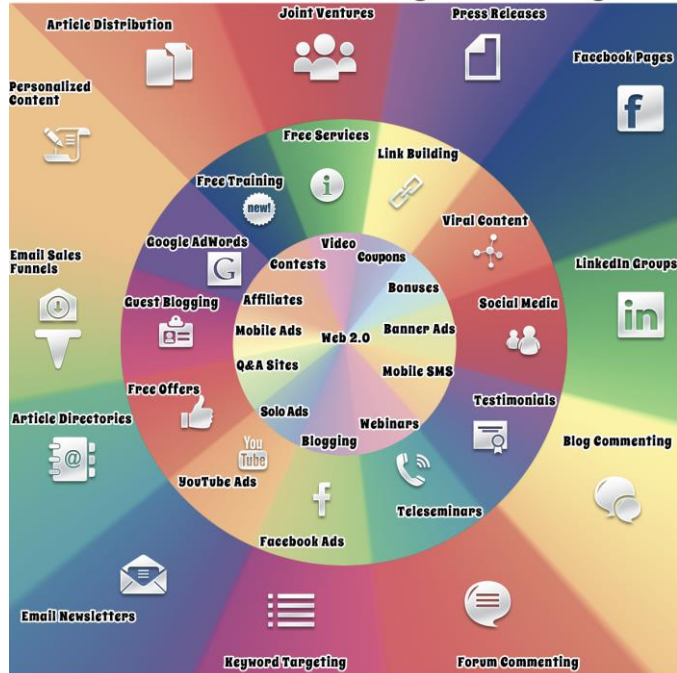 Article Distribution
Joint Ventures
Press Releases
Facebook Pages
f
Personalized
Content
Free Services
Link Building
i
Free Training
new!
Viral Content
Google AdWords
G
Video
Coupons
Contests
Email Sales
Funnels
LinkedIn Groups
in
Bonuses
Guest Blogging
Affiliates
Social Media
Mobile Ads
Web 2.0
Banner Ads
Q&A Sites
Mobile SMS
Free Offers
Testimonials
Article Directories
@
Solo Ads
Webinars
Blogging
Blog Commenting
You
Tube
YouTube Ads
f
Facebook Ads
Teleseminars
Email Newsletters
Keyword Targeting
Forum Commenting